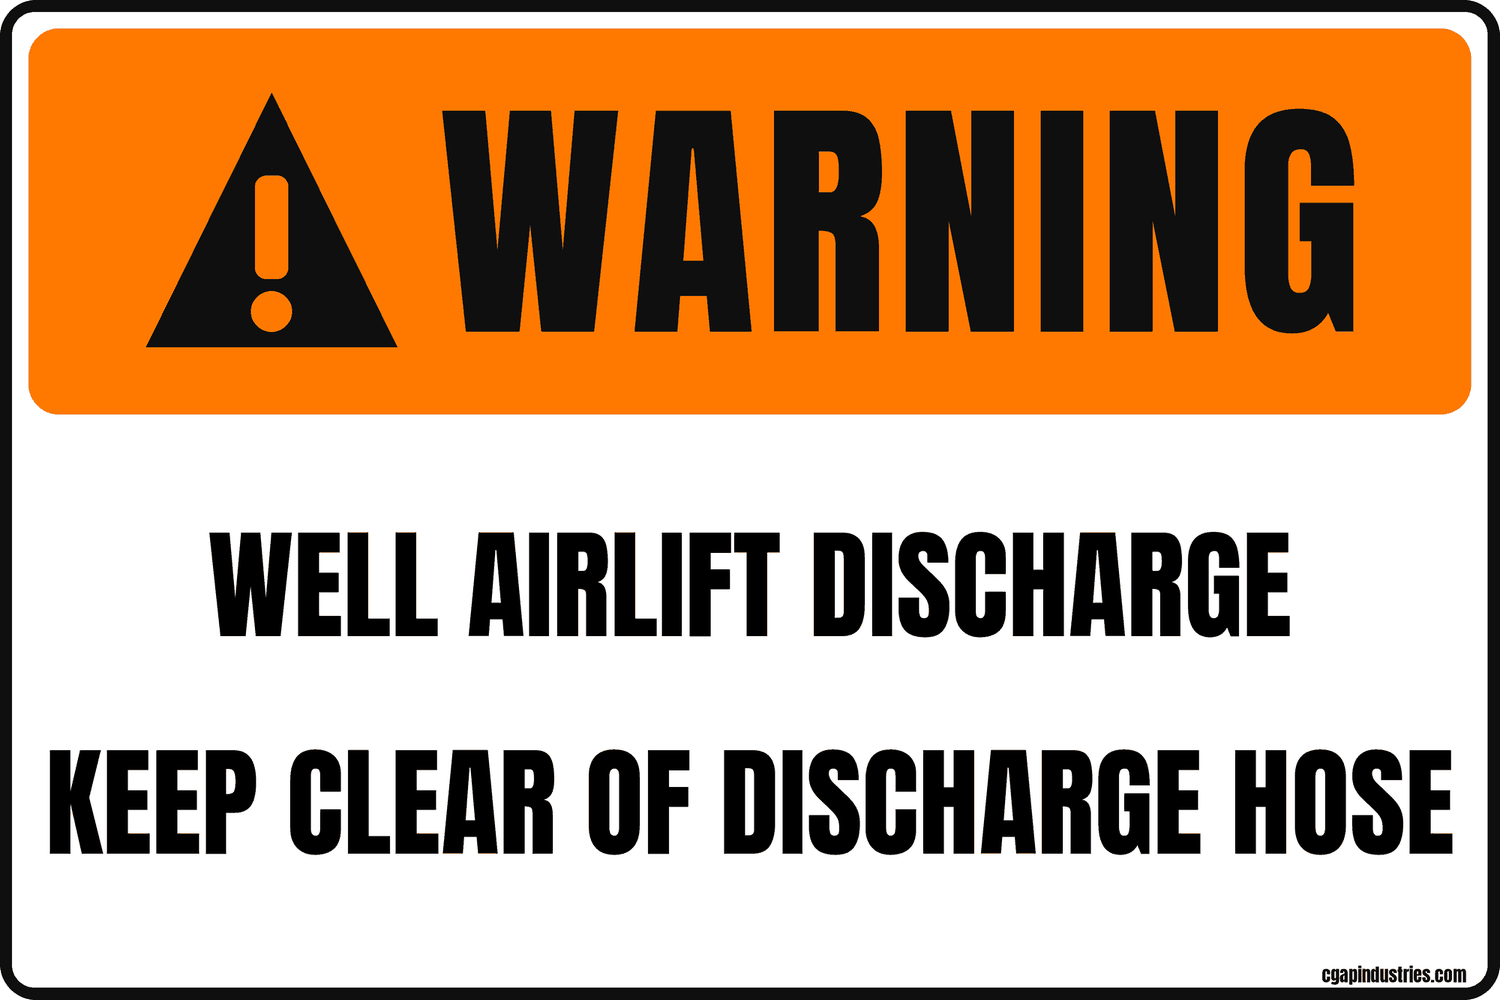 WARNING
WELL AIRLIFT DISCHARGE
KEEP CLEAR OF DISCHARGE HOSE
cgapindustries.com